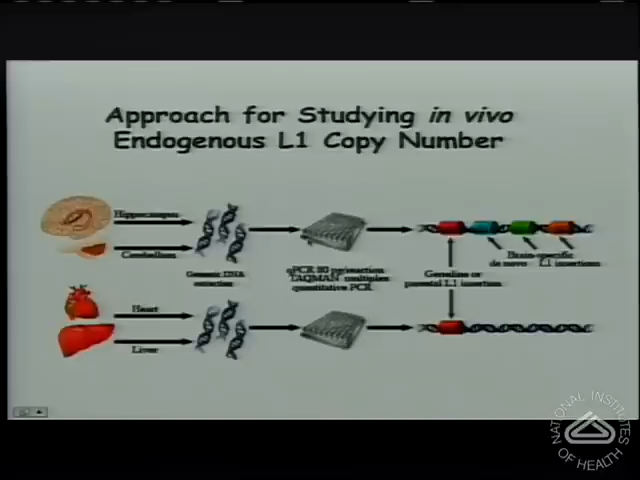 Approach for Studying in vivo
Endogenous L1 Copy Number
Hippocampus
Cerebellum
Genomic DNA
extraction
qPCR 80 pg/reaction
TAQMAN multiplex
quantitative PCR
Germline or
parental L1 insertion
Brain-specific
de novo L1 insertions
Heart
Liver
NATIONAL INSTITUTES
OF HEALTH